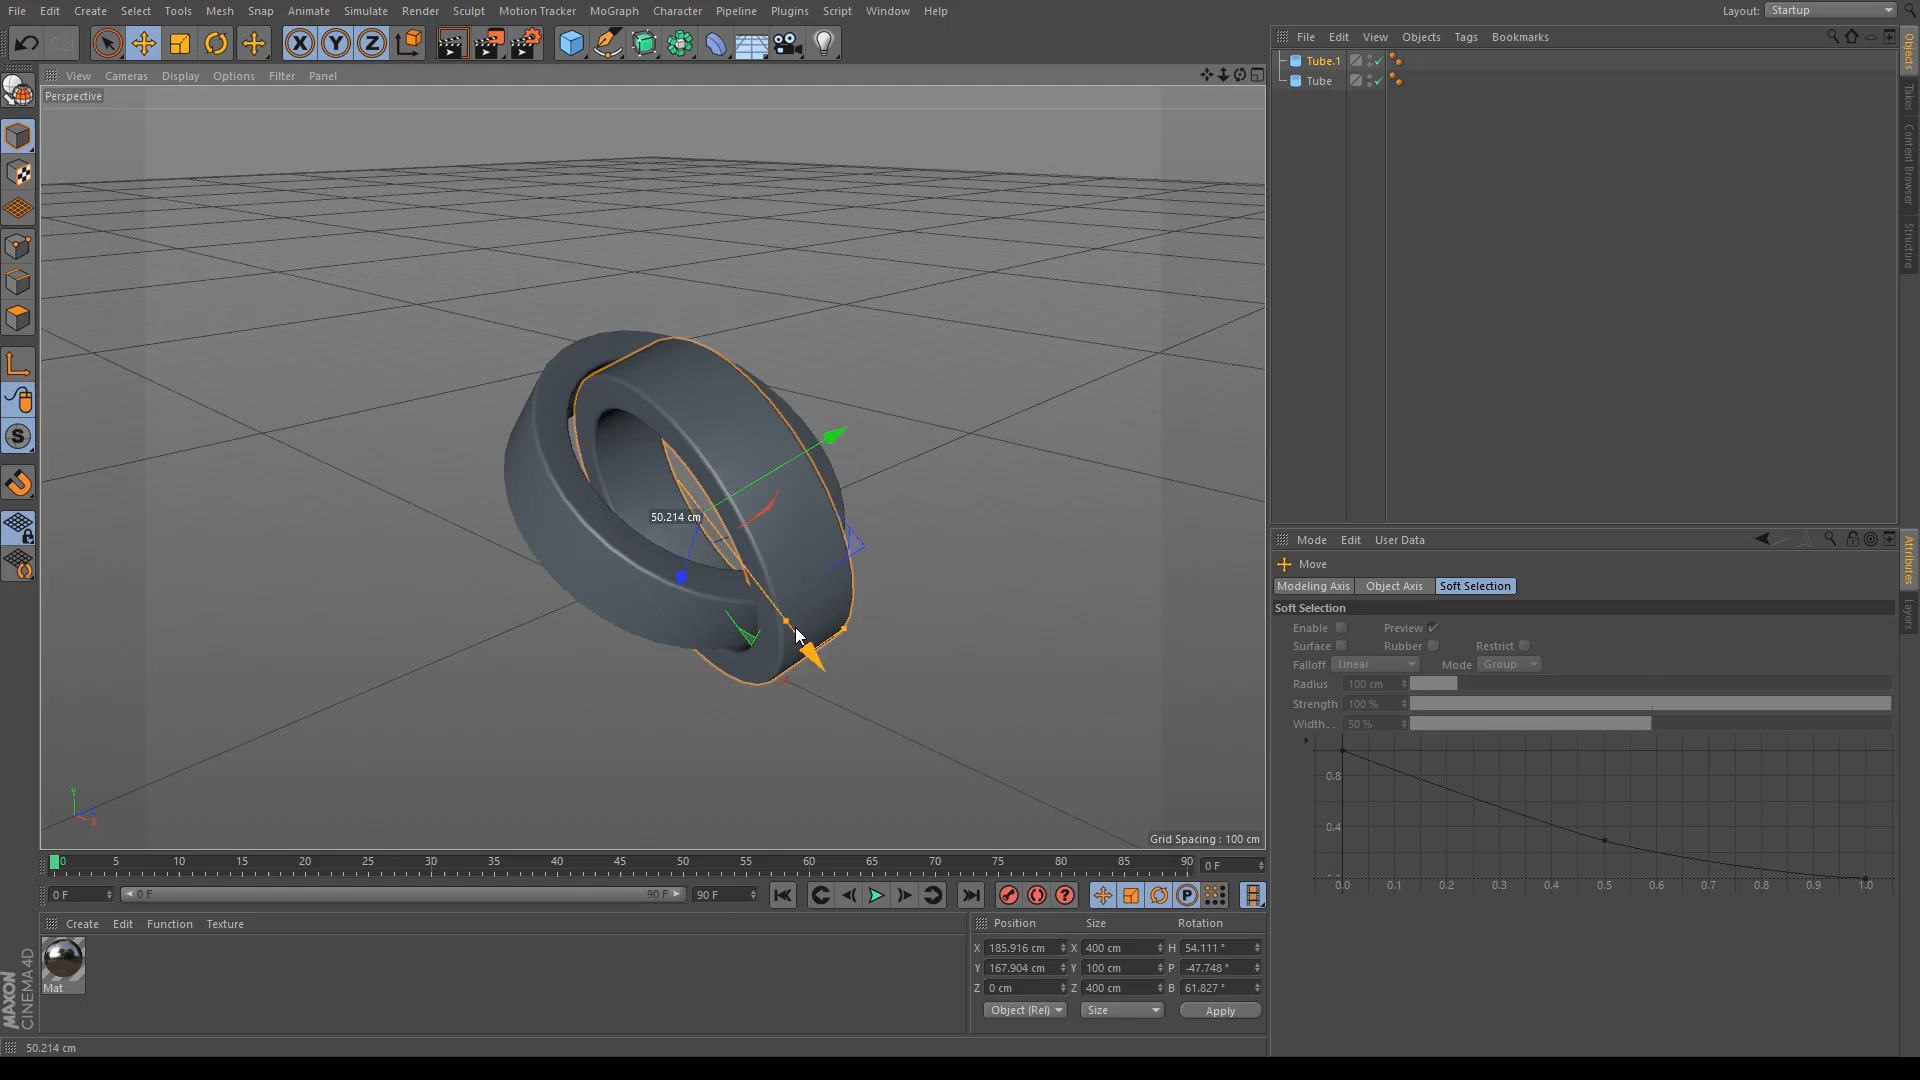 File Edit Create Select Tools Mesh Snap Animate Simulate Render Sculpt Motion Tracker MoGraph Character Pipeline Plugins Script Window Help
Layout: Startup
X Y Z
File Edit View Objects Tags Bookmarks
Tube.1
Tube
Objects
Takes
Content Browser
Structure
View Cameras Display Options Filter Panel
Perspective
50.214 cm
Y
X
Grid Spacing : 100 cm
S
Mode Edit User Data
Move
Modeling Axis Object Axis Soft Selection
Soft Selection
Enable Preview
Surface Rubber Restrict
Falloff Linear Mode Group
Radius 100 cm
Strength 100 %
Width.. 50 %
0.8
0.4
0.0 0.1 0.2 0.3 0.4 0.5 0.6 0.7 0.8 0.9 1.0
Attributes
Layers
0 5 10 15 20 25 30 35 40 45 50 55 60 65 70 75 80 85 90 0 F
0 F 0 F 90 F 90 F
P
Create Edit Function Texture
Mat
Position Size Rotation
X 185.916 cm X 400 cm H 54.111 °
Y 167.904 cm Y 100 cm P -47.748 °
Z 0 cm Z 400 cm B 61.827 °
Object (Rel) Size Apply
MAXON
CINEMA 4D
50.214 cm